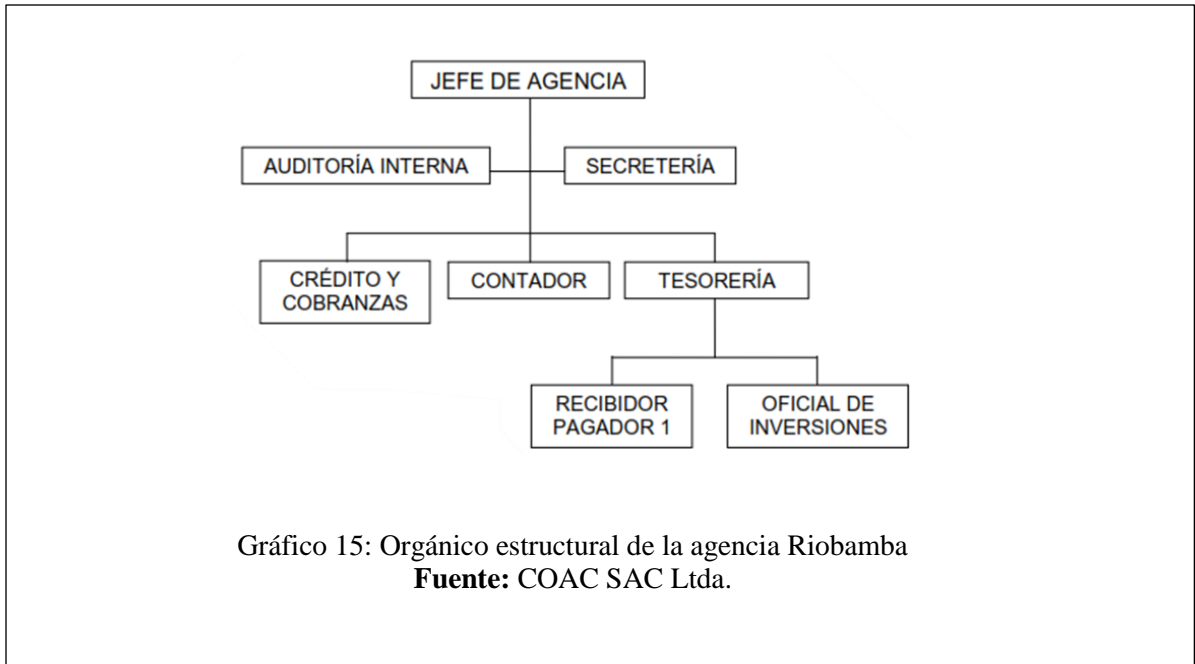 JEFE DE AGENCIA
AUDITORÍA INTERNA
SECRETERÍA
CRÉDITO Y
COBRANZAS
CONTADOR
TESORERÍA
RECIBIDOR
PAGADOR 1
OFICIAL DE
INVERSIONES
Gráfico 15: Orgánico estructural de la agencia Riobamba
Fuente: COAC SAC Ltda.